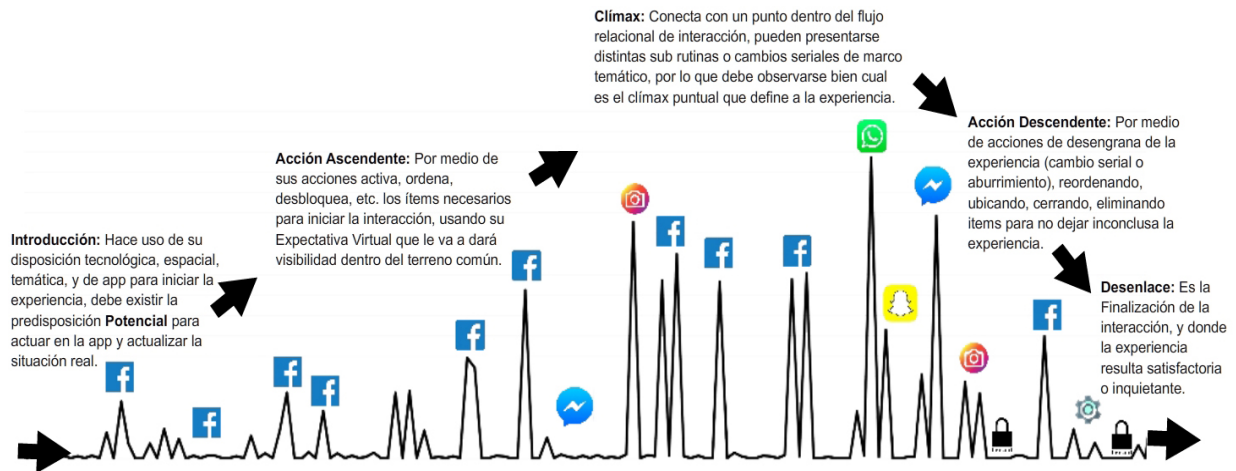 Introducción: Hace uso de su
disposición tecnológica, espacial,
temática, y de app para iniciar la
experiencia, debe existir la
predisposición Potencial para
actuar en la app y actualizar la
situación real.
Acción Ascendente: Por medio de
sus acciones activa, ordena,
desbloquea, etc. los ítems necesarios
para iniciar la interacción, usando su
Expectativa Virtual que le va a dará
visibilidad dentro del terreno común.
Clímax: Conecta con un punto dentro del flujo
relacional de interacción, pueden presentarse
distintas sub rutinas o cambios seriales de marco
temático, por lo que debe observarse bien cual
es el clímax puntual que define a la experiencia.
Acción Descendente: Por medio
de acciones de desengrana de la
experiencia (cambio serial o
aburrimiento), reordenando,
ubicando, cerrando, eliminando
items para no dejar inconclusa la
experiencia.
Desenlace: Es la
Finalización de la
interacción, y donde
la experiencia
resulta satisfactoria
o inquietante.